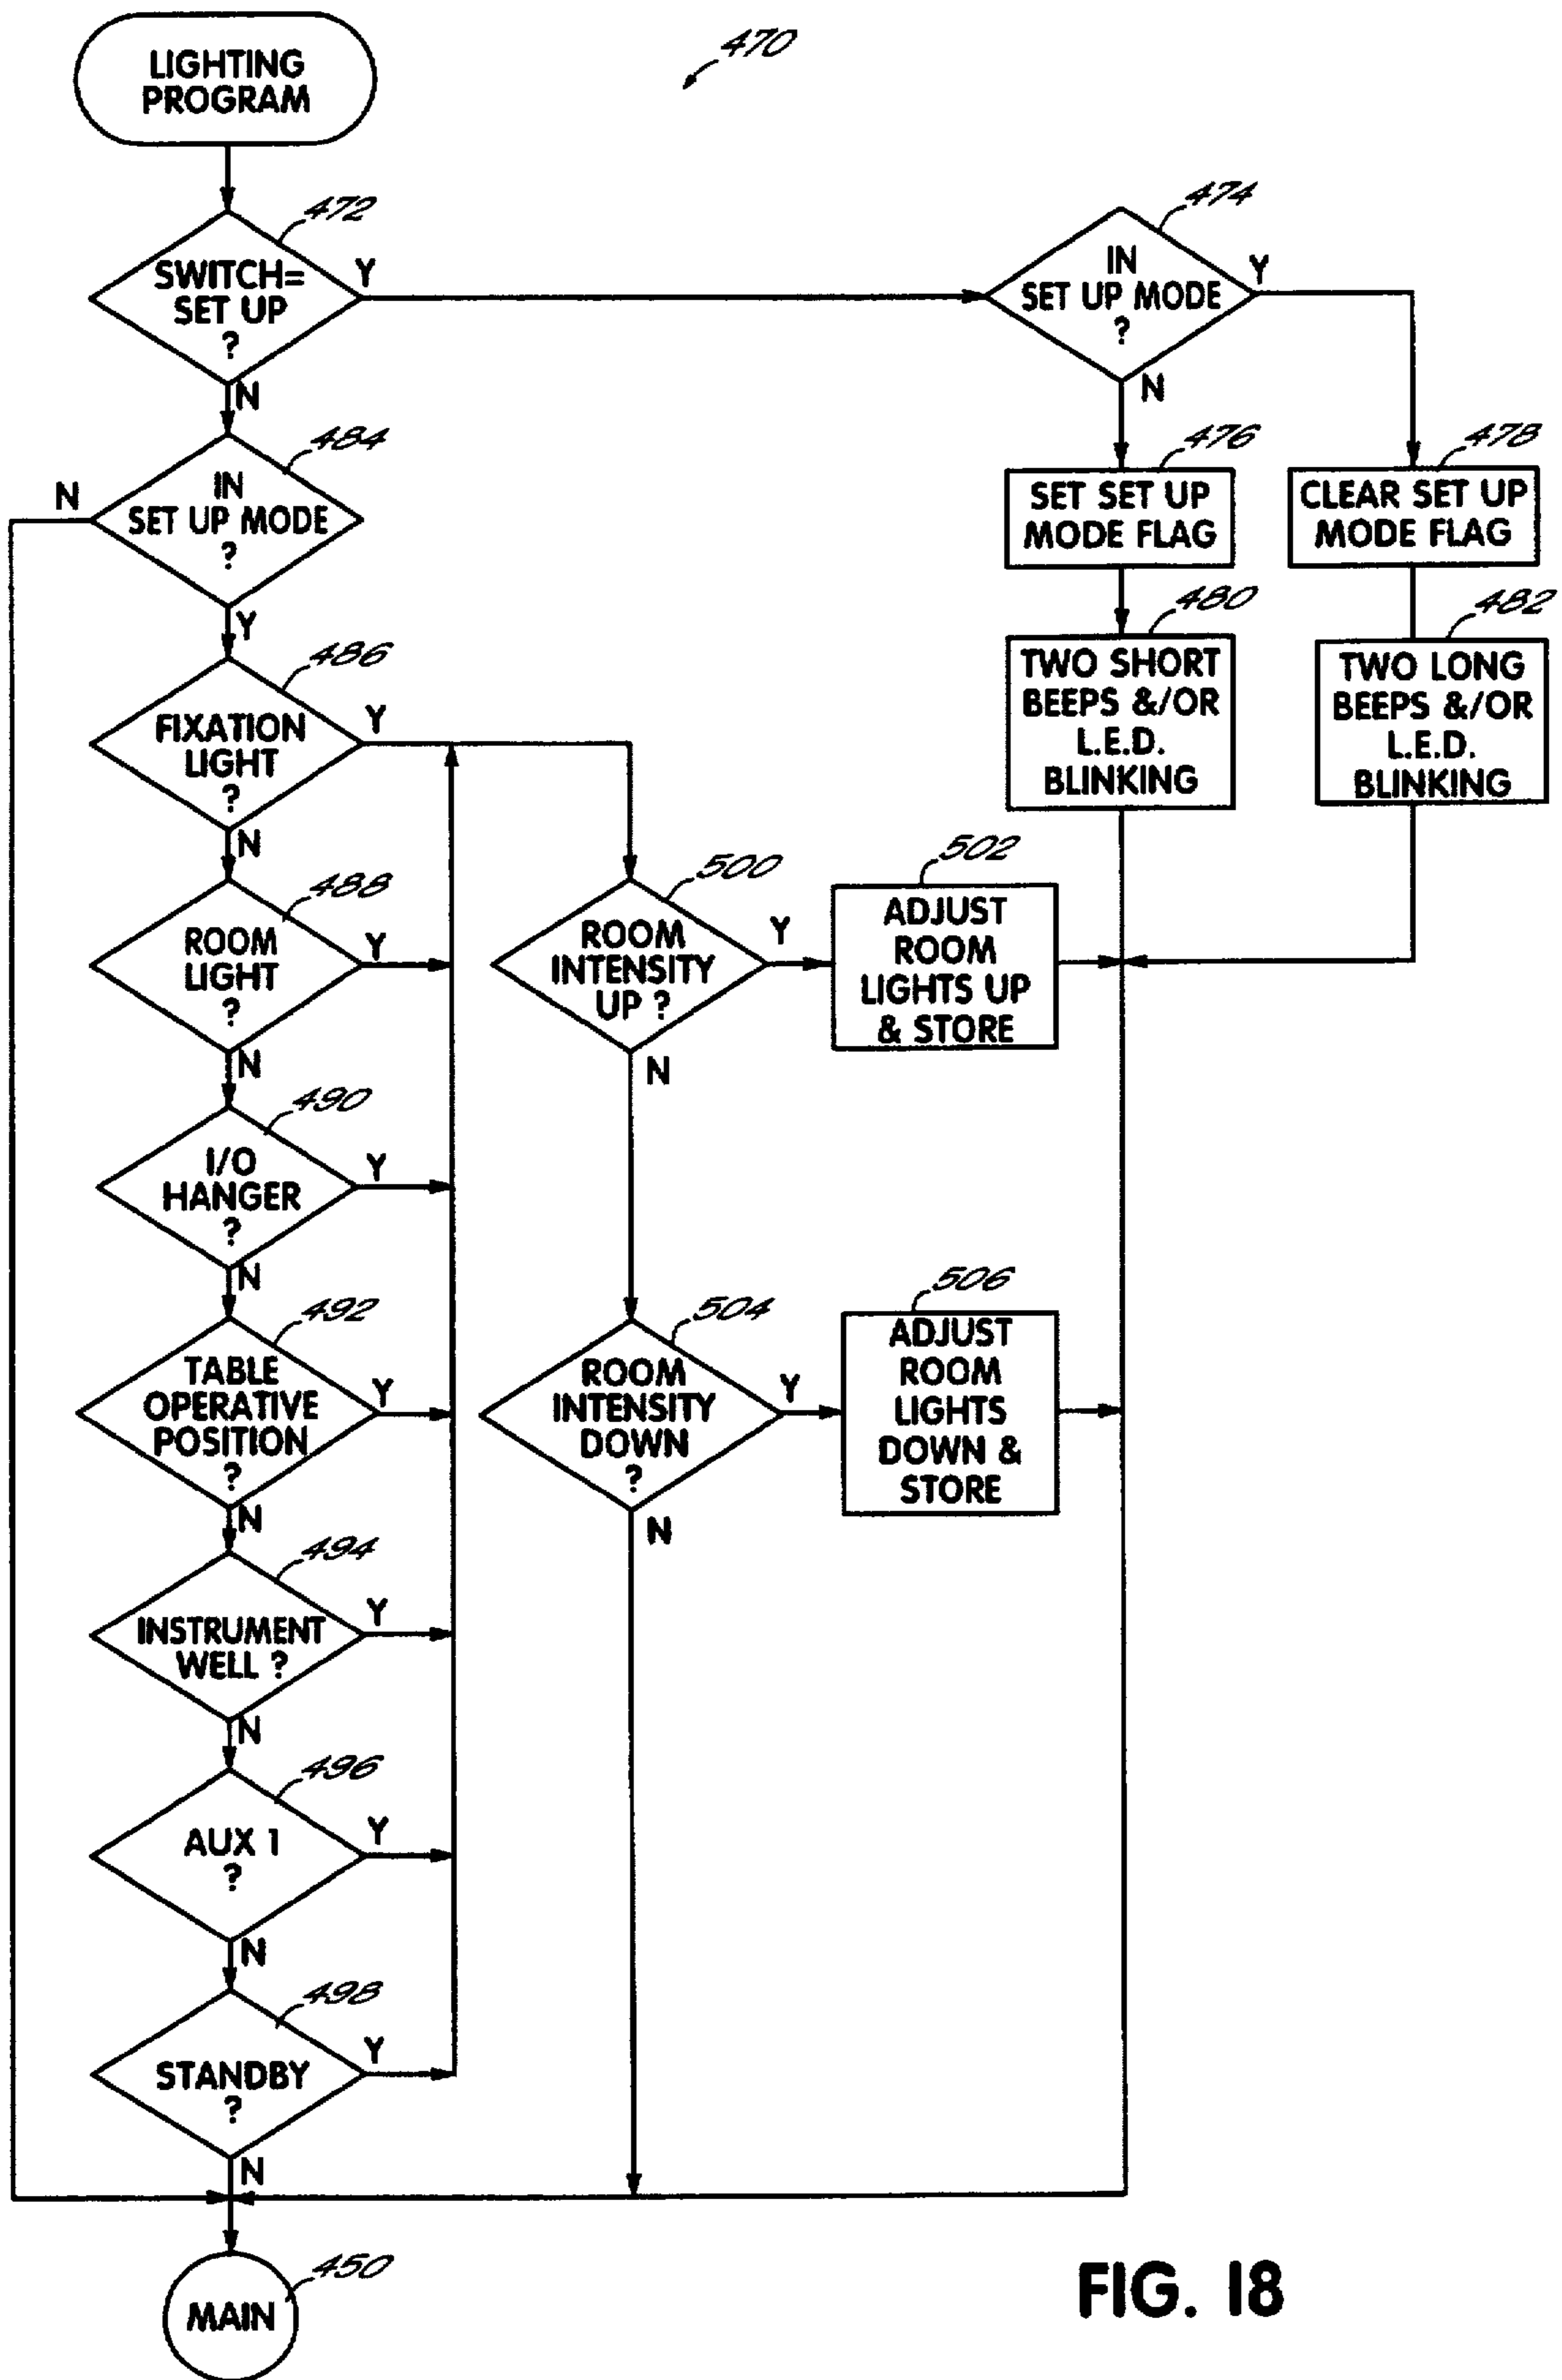 LIGHTING
PROGRAM
470
472
SWITCH=
SET UP
?
Y
N
474
IN
SET UP MODE
?
Y
N
484
IN
SET UP MODE
?
N
Y
476
SET SET UP
MODE FLAG
478
CLEAR SET UP
MODE FLAG
480
TWO SHORT
BEEPS &/OR
L.E.D.
BLINKING
482
TWO LONG
BEEPS &/OR
L.E.D.
BLINKING
486
FIXATION
LIGHT
?
Y
N
488
ROOM
LIGHT
?
Y
N
500
ROOM
INTENSITY
UP ?
Y
N
502
ADJUST
ROOM
LIGHTS UP
& STORE
490
I/O
HANGER
?
Y
N
492
TABLE
OPERATIVE
POSITION
?
Y
N
504
ROOM
INTENSITY
DOWN
?
Y
N
506
ADJUST
ROOM
LIGHTS
DOWN &
STORE
494
INSTRUMENT
WELL ?
Y
N
496
AUX 1
?
Y
N
498
STANDBY
?
Y
N
450
MAIN
FIG. 18